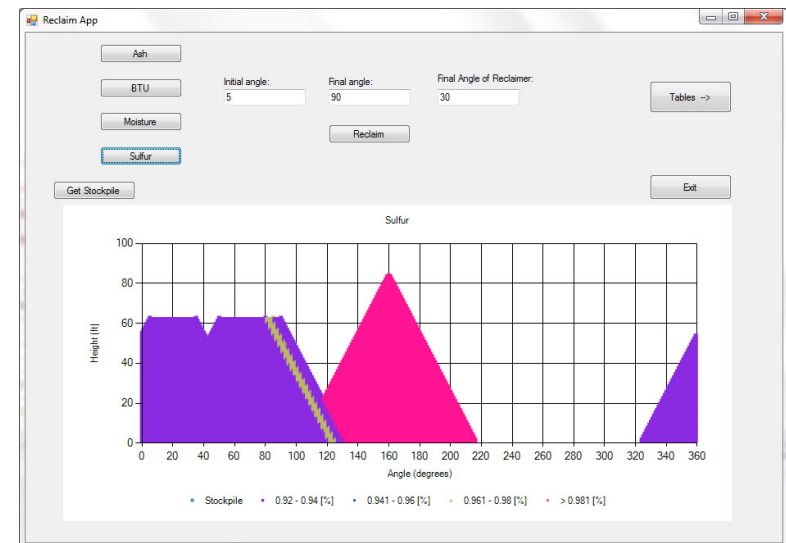 Reclaim App
Ash
BTU
Moisture
Sulfur
Get Stockpile
Initial angle:
5
Final angle:
90
Final Angle of Reclaimer:
30
Reclaim
Tables -->
Exit
Sulfur
Height [ft]
100
80
60
40
20
0
0 20 40 60 80 100 120 140 160 180 200 220 240 260 280 300 320 340 360
Angle (degrees)
Stockpile 0.92 - 0.94 [%] 0.941 - 0.96 [%] 0.961 - 0.98 [%] > 0.981 [%]